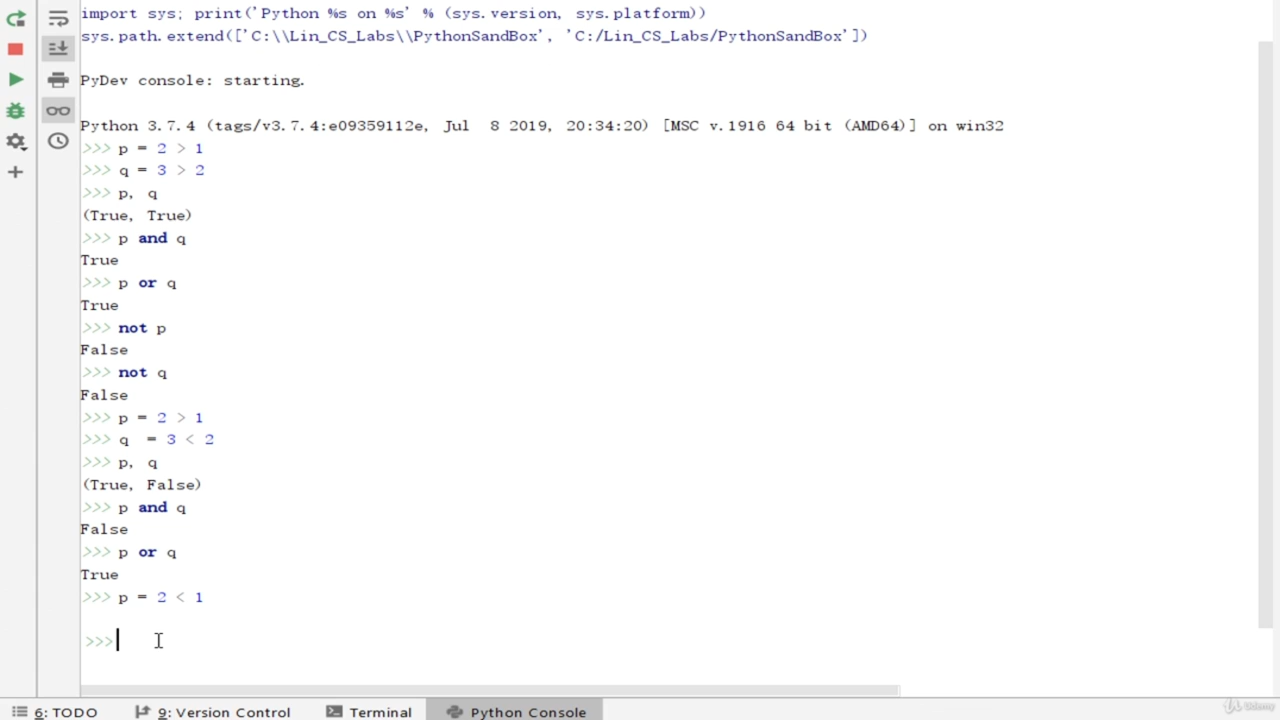 import sys; print('Python %s on %s' % (sys.version, sys.platform))
sys.path.extend(['C:\\Lin_CS_Labs\\PythonSandBox', 'C:/Lin_CS_Labs/PythonSandBox'])
PyDev console: starting.
Python 3.7.4 (tags/v3.7.4:e09359112e, Jul  8 2019, 20:34:20) [MSC v.1916 64 bit (AMD64)] on win32
>>> p = 2 > 1
>>> q = 3 > 2
>>> p, q
(True, True)
>>> p and q
True
>>> p or q
True
>>> not p
False
>>> not q
False
>>> p = 2 > 1
>>> q  = 3 < 2
>>> p, q
(True, False)
>>> p and q
False
>>> p or q
True
>>> p = 2 < 1
>>>
6: TODO 9: Version Control Terminal Python Console
Udemy